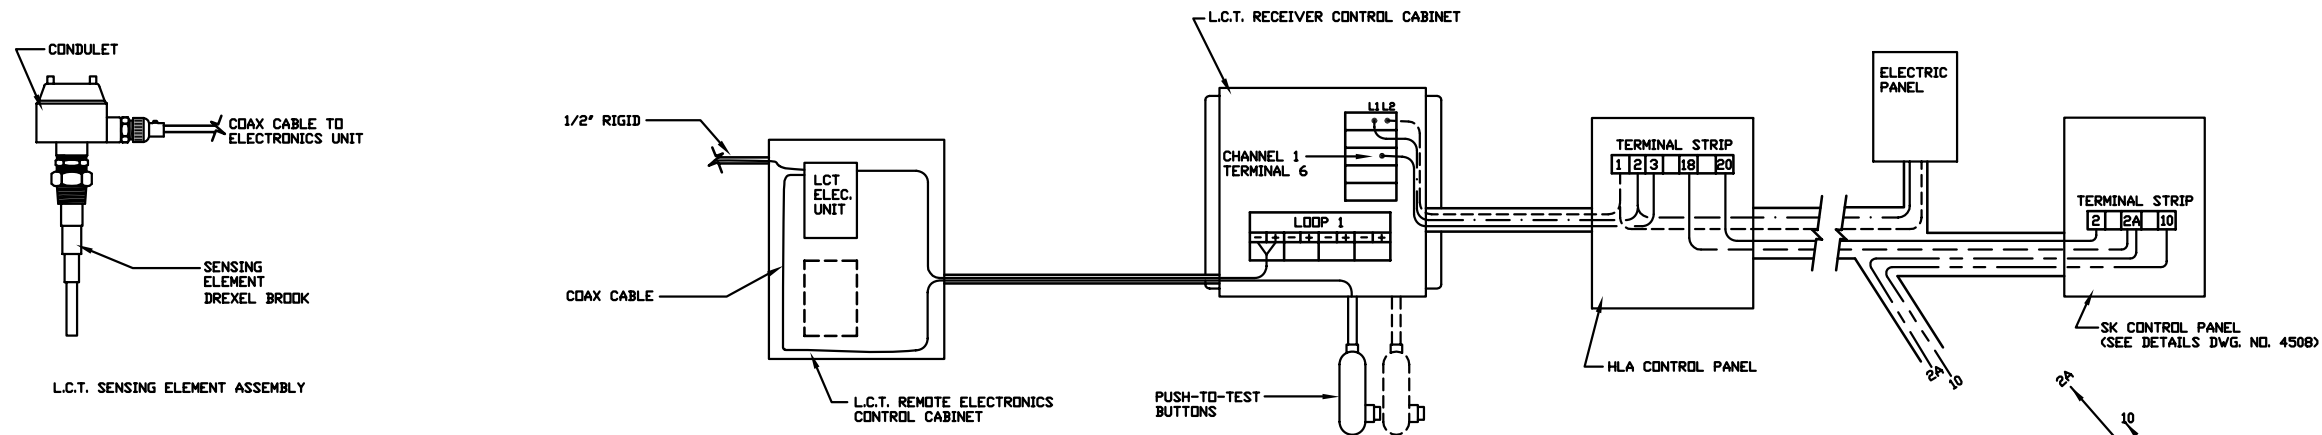 CONDULET
COAX CABLE TO
ELECTRONICS UNIT
SENSING
ELEMENT
DREXEL BROOK
L.C.T. SENSING ELEMENT ASSEMBLY
1/2" RIGID
LCT
ELEC.
UNIT
COAX CABLE
L.C.T. REMOTE ELECTRONICS
CONTROL CABINET
L.C.T. RECEIVER CONTROL CABINET
L1 L2
CHANNEL 1
TERMINAL 6
LOOP 1
- + - + - + - +
PUSH-TO-TEST
BUTTONS
TERMINAL STRIP
1 2 3 18 20
HLA CONTROL PANEL
ELECTRIC
PANEL
TERMINAL STRIP
2 2A 10
SK CONTROL PANEL
(SEE DETAILS DWG. NO. 4508)
2A
10
2A
10